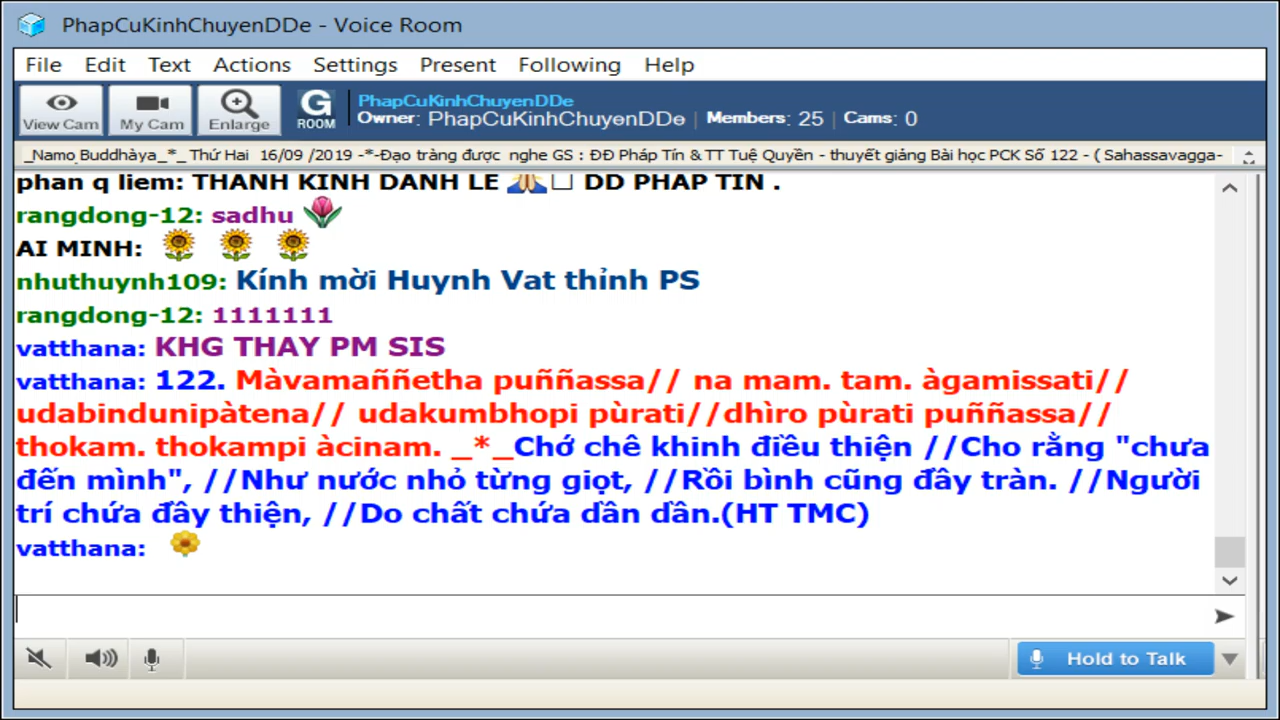 PhapCuKinhChuyenDDe - Voice Room
File Edit Text Actions Settings Present Following Help
View Cam My Cam Enlarge G ROOM PhapCuKinhChuyenDDe
Owner: PhapCuKinhChuyenDDe | Members: 25 | Cams: 0
_Namo Buddhàya_*_ Thứ Hai 16/09 /2019 -*-Đạo tràng được nghe GS : ĐĐ Pháp Tín & TT Tuệ Quyền - thuyết giảng Bài học PCK Số 122 - ( Sahassavagga-
phan q liem: THANH KINH DANH LE 🙏□ DD PHAP TIN .
rangdong-12: sadhu 🌷
AI MINH: 🌻 🌻 🌻
nhuthuynh109: Kính mời Huynh Vat thỉnh PS
rangdong-12: 1111111
vatthana: KHG THAY PM SIS
vatthana: 122. Màvamaññetha puññassa// na mam. tam. àgamissati//
udabindunipàtena// udakumbhopi pùrati//dhìro pùrati puññassa//
thokam. thokampi àcinam. _*_Chớ chê khinh điều thiện //Cho rằng "chưa
đến mình", //Như nước nhỏ từng giọt, //Rồi bình cũng đầy tràn. //Người
trí chứa đầy thiện, //Do chất chứa dần dần.(HT TMC)
vatthana: 🌼
Hold to Talk